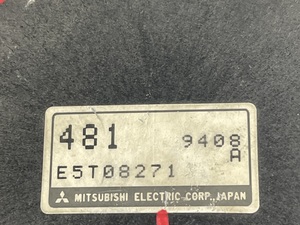 481 9408
A
E5T08271
MITSUBISHI ELECTRIC CORP., JAPAN